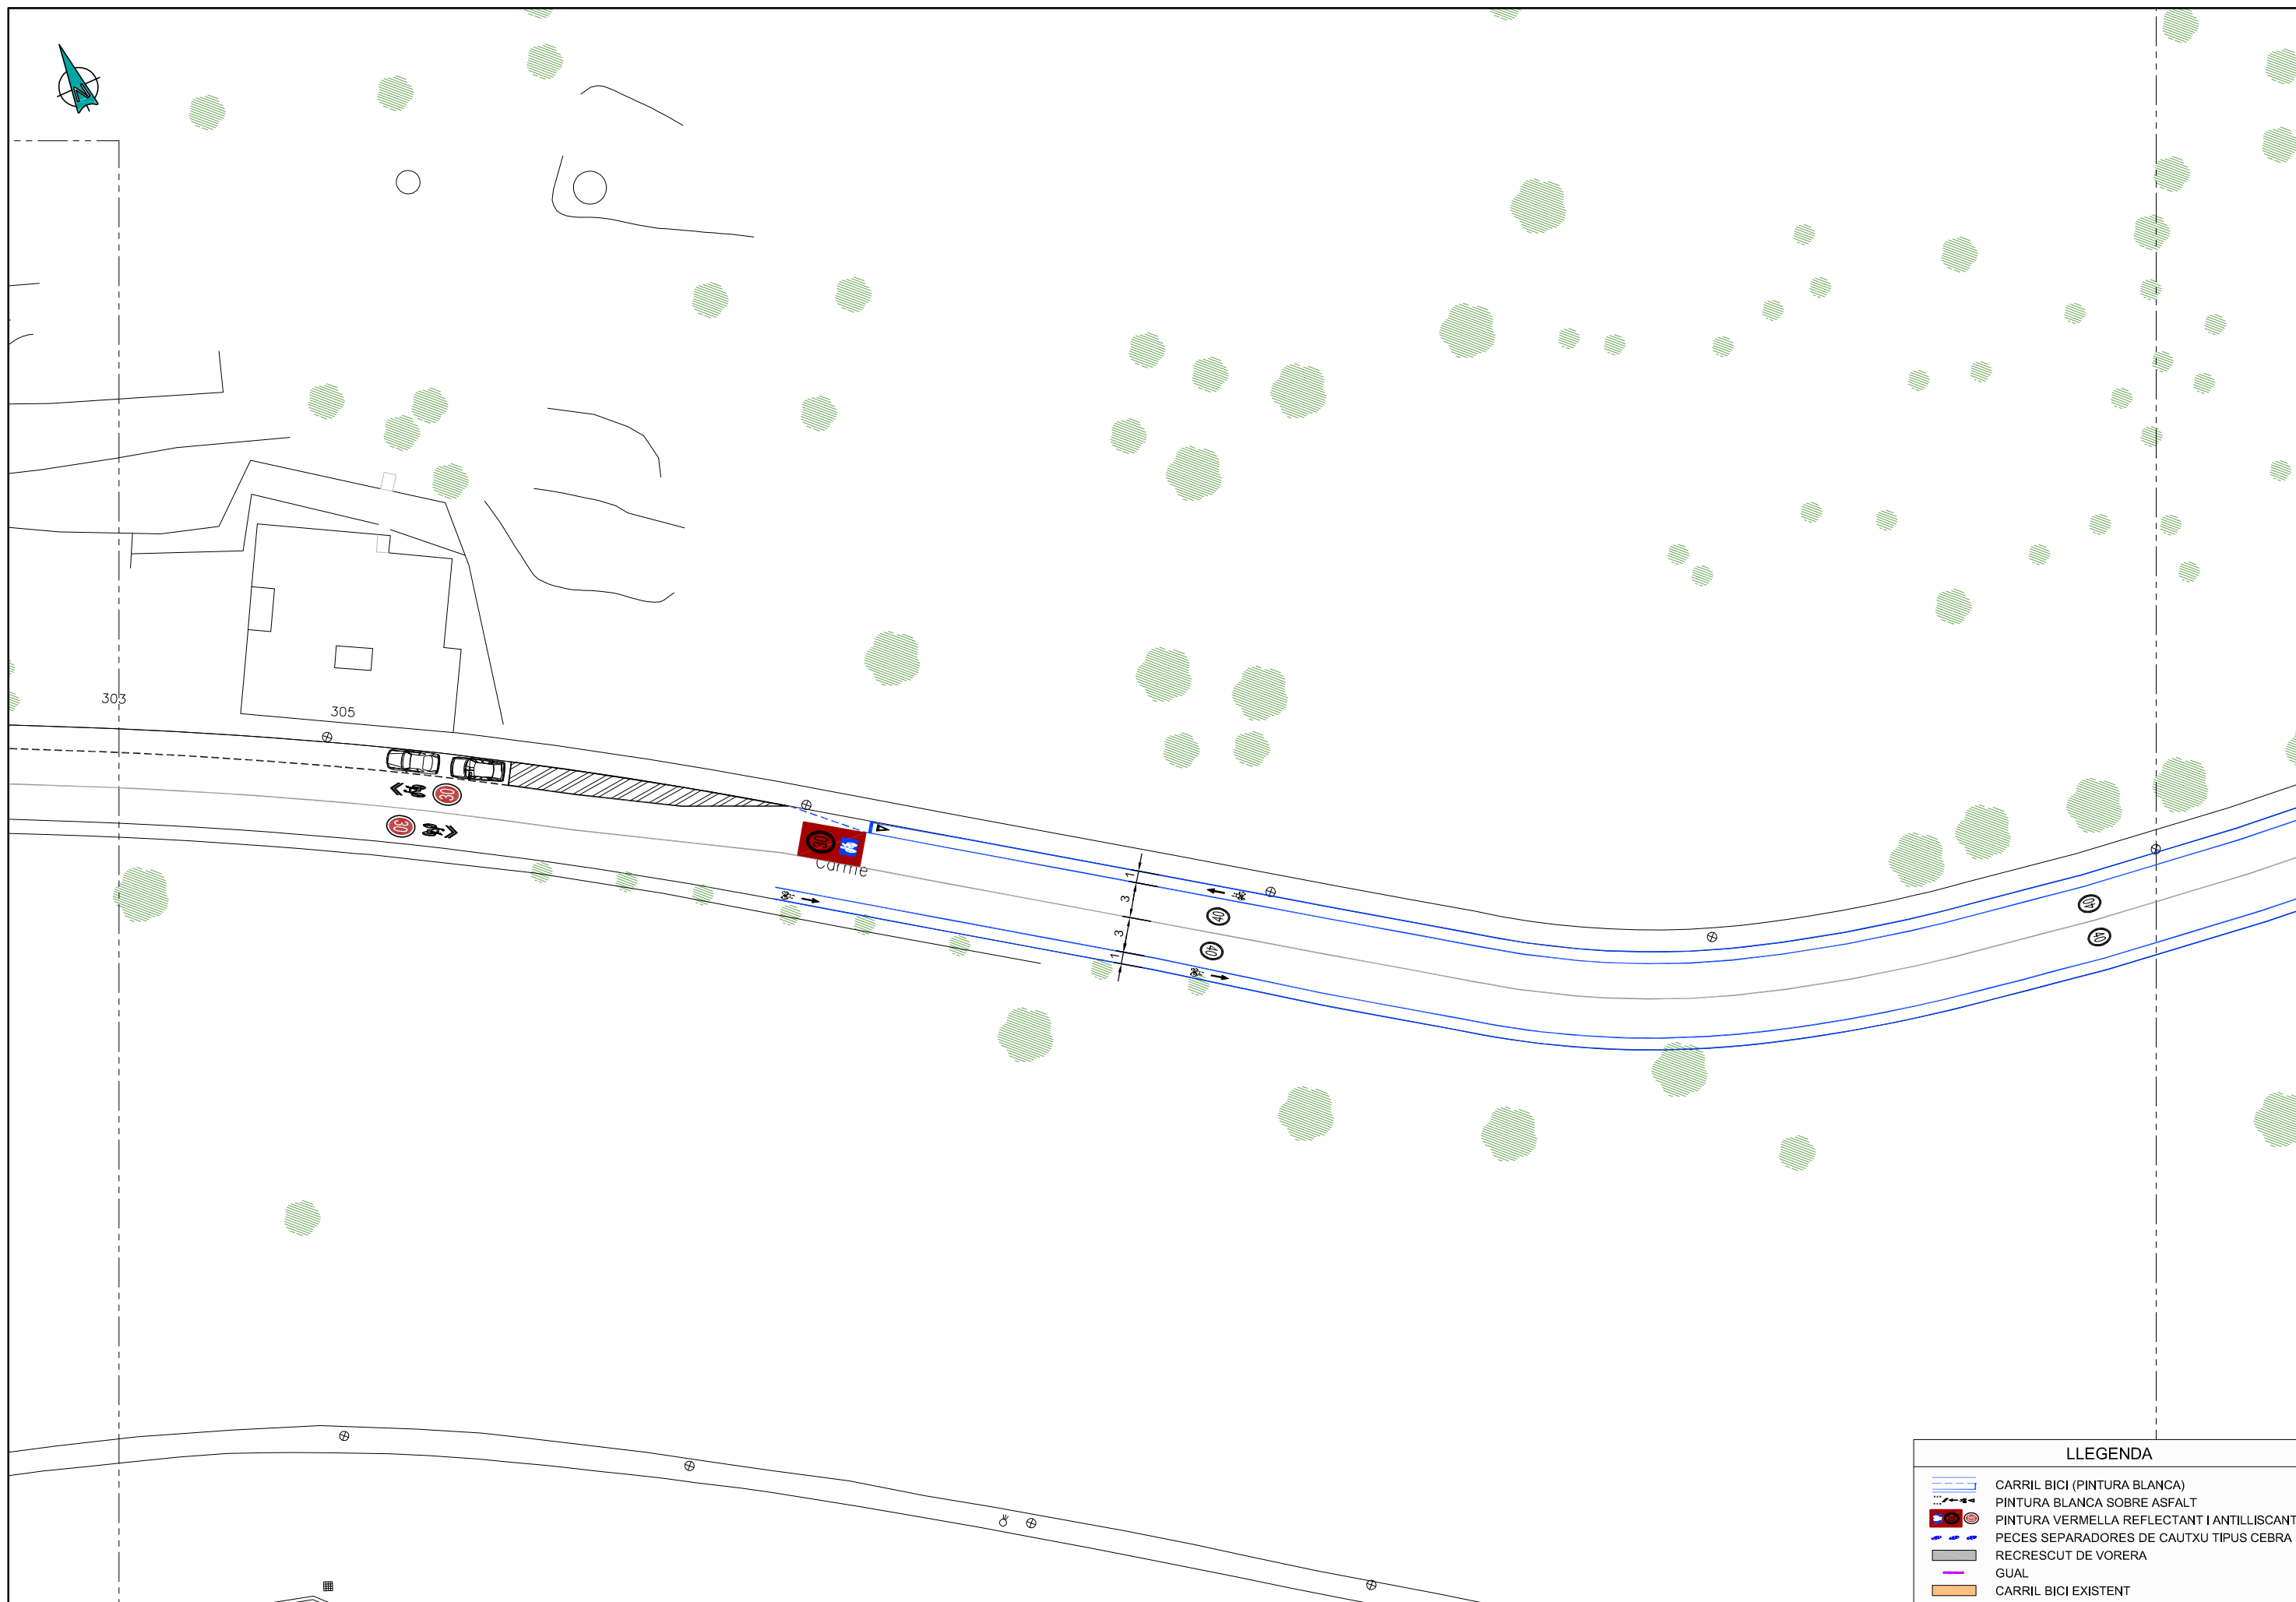 N
303
305
30
30
30
Carrile
1
3
3
1
40
40
40
40
LLEGENDA
CARRIL BICI (PINTURA BLANCA)
PINTURA BLANCA SOBRE ASFALT
PINTURA VERMELLA REFLECTANT I ANTILLISCANT
PECES SEPARADORES DE CAUTXU TIPUS CEBRA
RECRESCUT DE VORERA
GUAL
CARRIL BICI EXISTENT